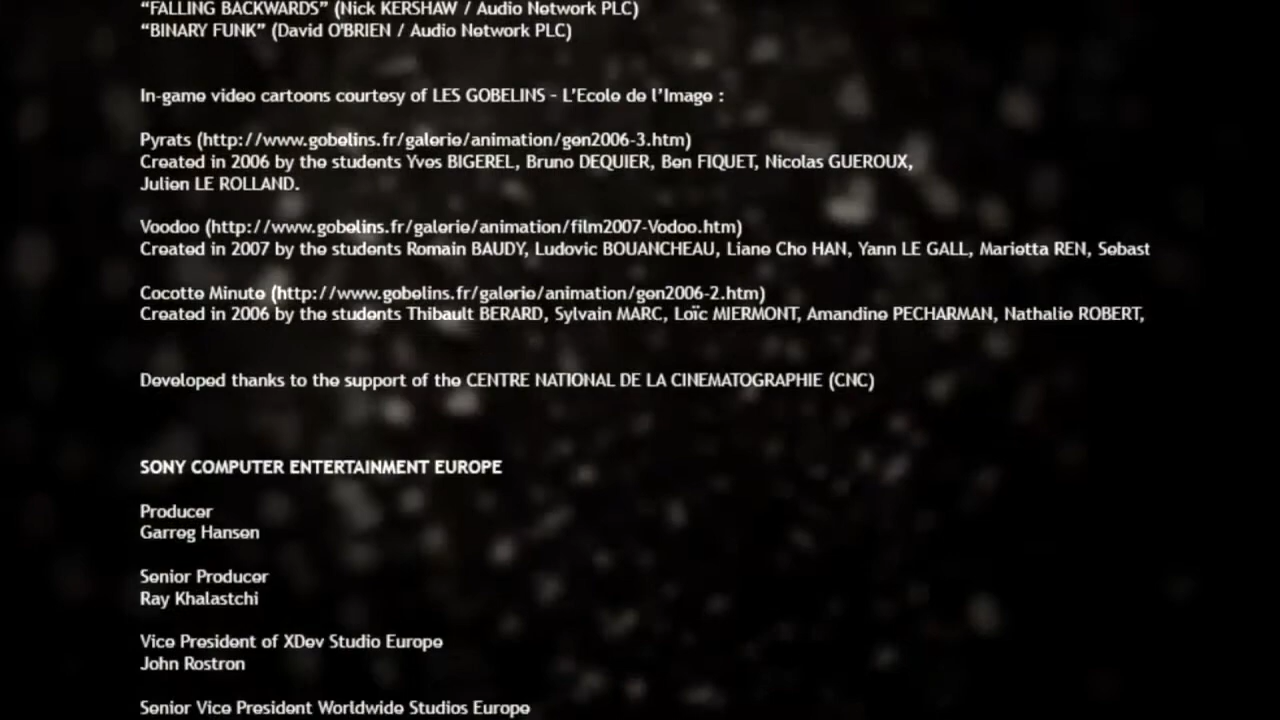 “FALLING BACKWARDS” (Nick KERSHAW / Audio Network PLC)
“BINARY FUNK” (David O'BRIEN / Audio Network PLC)
In-game video cartoons courtesy of LES GOBELINS - L’Ecole de l’Image :
Pyrats (http://www.gobelins.fr/galerie/animation/gen2006-3.htm)
Created in 2006 by the students Yves BIGEREL, Bruno DEQUIER, Ben FIQUET, Nicolas GUEROUX,
Julien LE ROLLAND.
Voodoo (http://www.gobelins.fr/galerie/animation/film2007-Vodoo.htm)
Created in 2007 by the students Romain BAUDY, Ludovic BOUANCHEAU, Liane Cho HAN, Yann LE GALL, Marietta REN, Sebast
Cocotte Minute (http://www.gobelins.fr/galerie/animation/gen2006-2.htm)
Created in 2006 by the students Thibault BERARD, Sylvain MARC, Loïc MIERMONT, Amandine PECHARMAN, Nathalie ROBERT,
Developed thanks to the support of the CENTRE NATIONAL DE LA CINEMATOGRAPHIE (CNC)
SONY COMPUTER ENTERTAINMENT EUROPE
Producer
Garreg Hansen
Senior Producer
Ray Khalastchi
Vice President of XDev Studio Europe
John Rostron
Senior Vice President Worldwide Studios Europe